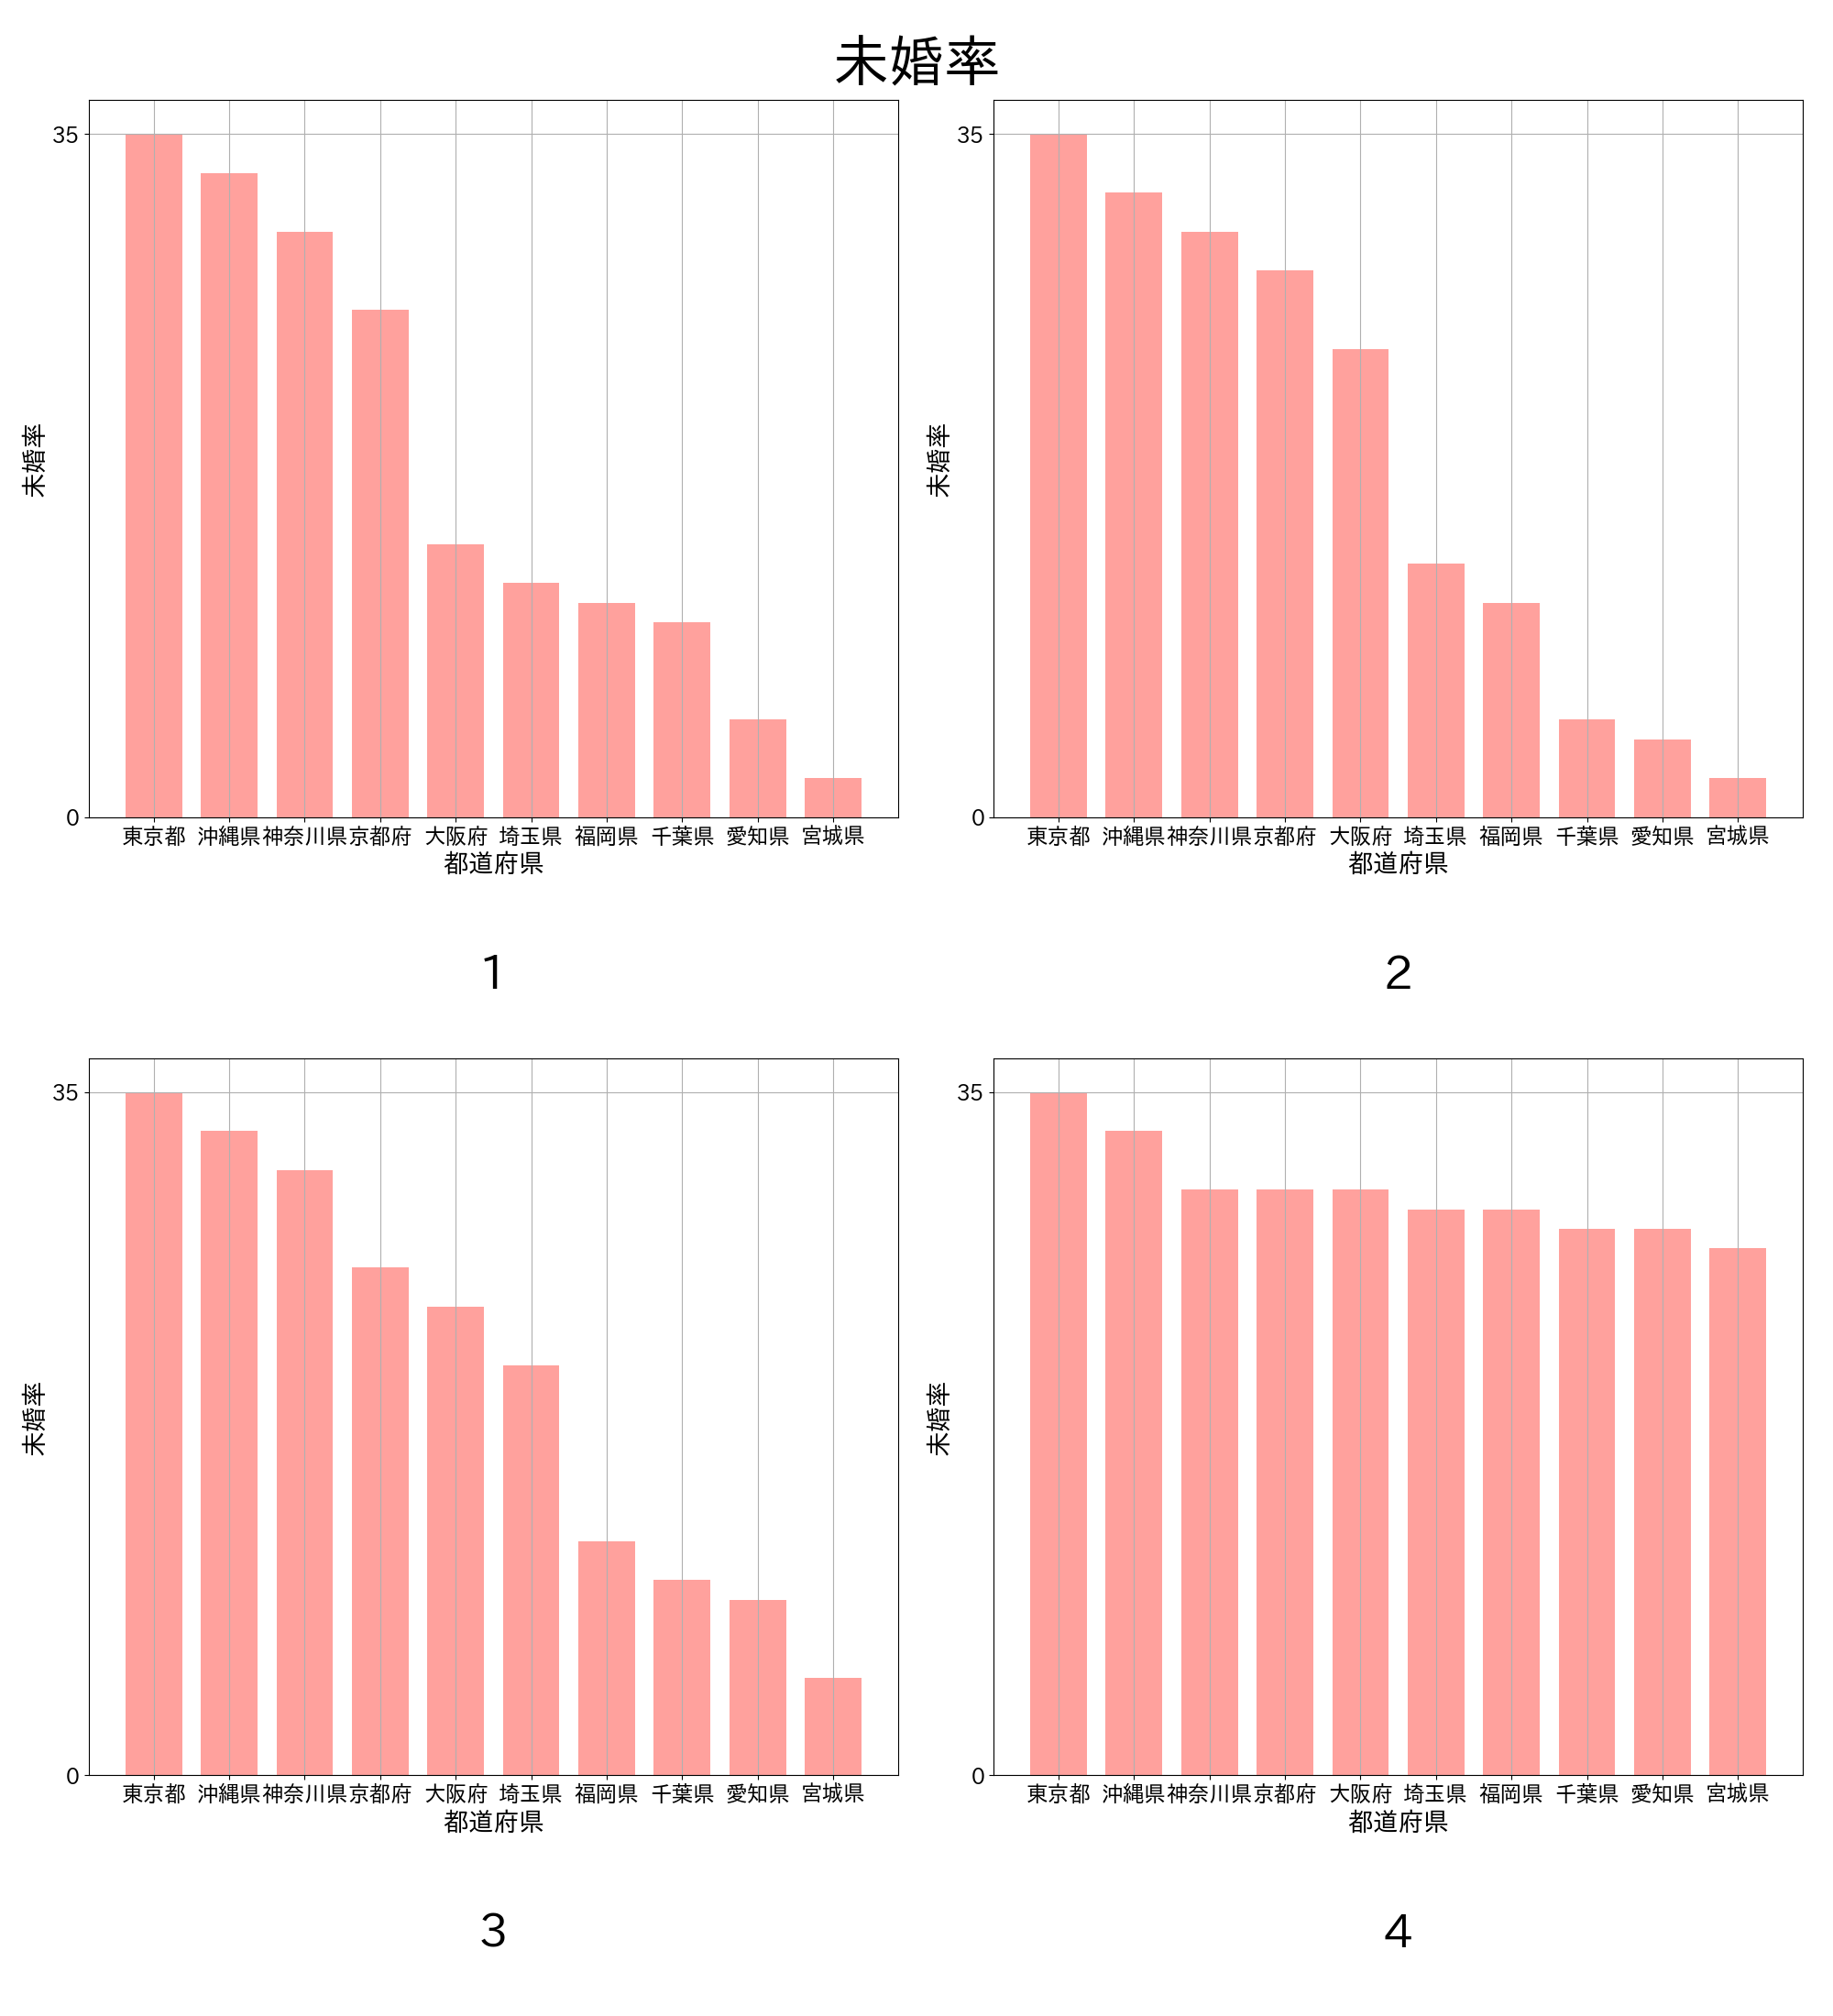 未婚率
35
0
未婚率
東京都 沖縄県 神奈川県 京都府 大阪府 埼玉県 福岡県 千葉県 愛知県 宮城県
都道府県
1
35
0
未婚率
東京都 沖縄県 神奈川県 京都府 大阪府 埼玉県 福岡県 千葉県 愛知県 宮城県
都道府県
2
35
0
未婚率
東京都 沖縄県 神奈川県 京都府 大阪府 埼玉県 福岡県 千葉県 愛知県 宮城県
都道府県
3
35
0
未婚率
東京都 沖縄県 神奈川県 京都府 大阪府 埼玉県 福岡県 千葉県 愛知県 宮城県
都道府県
4